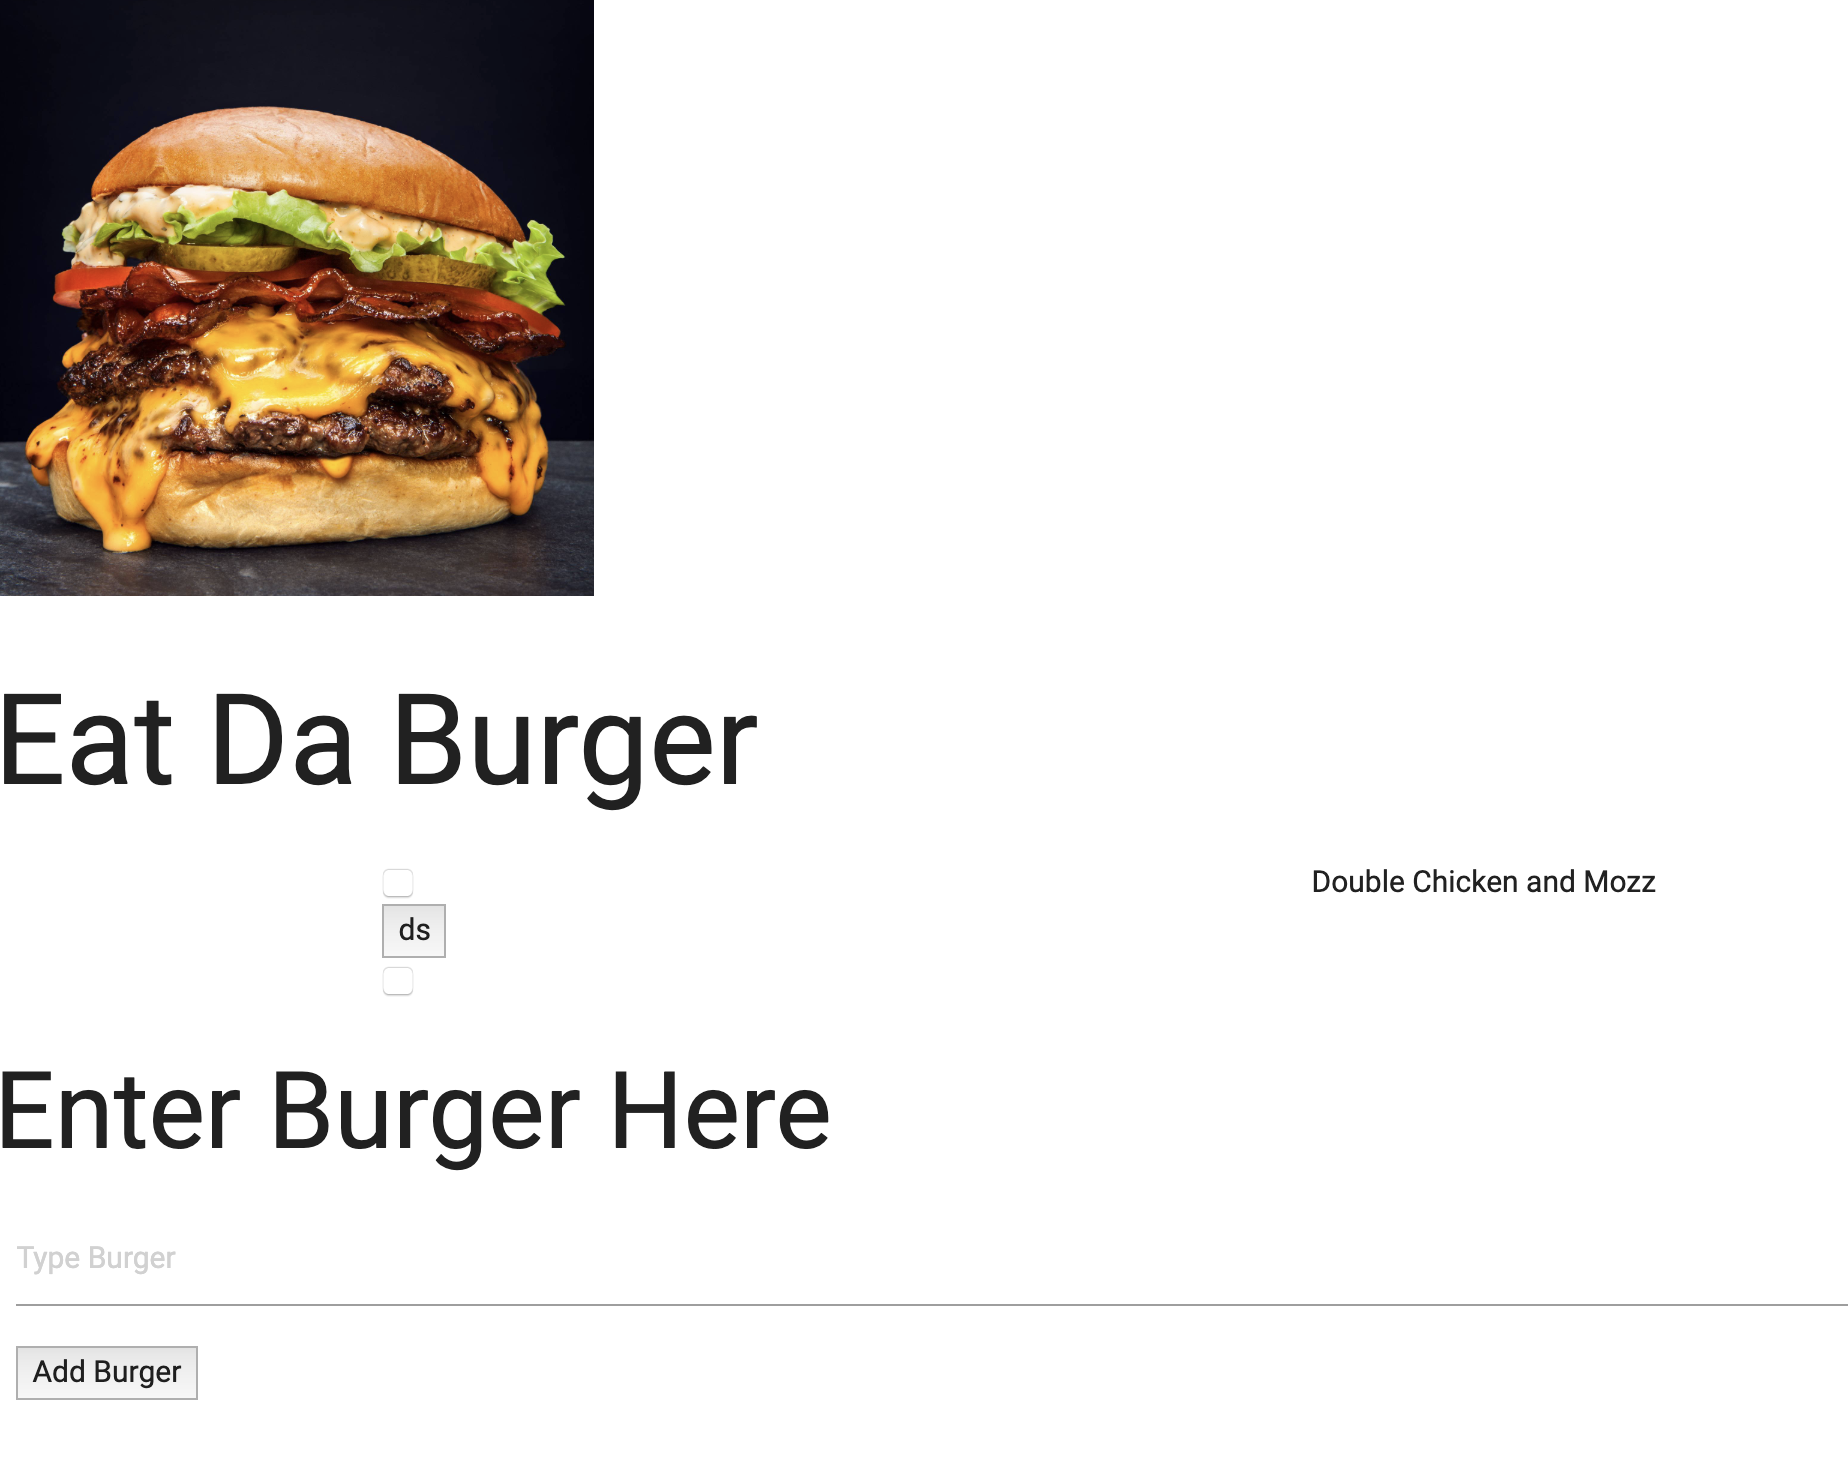 Eat Da Burger
Double Chicken and Mozz
ds
Enter Burger Here
Type Burger
Add Burger